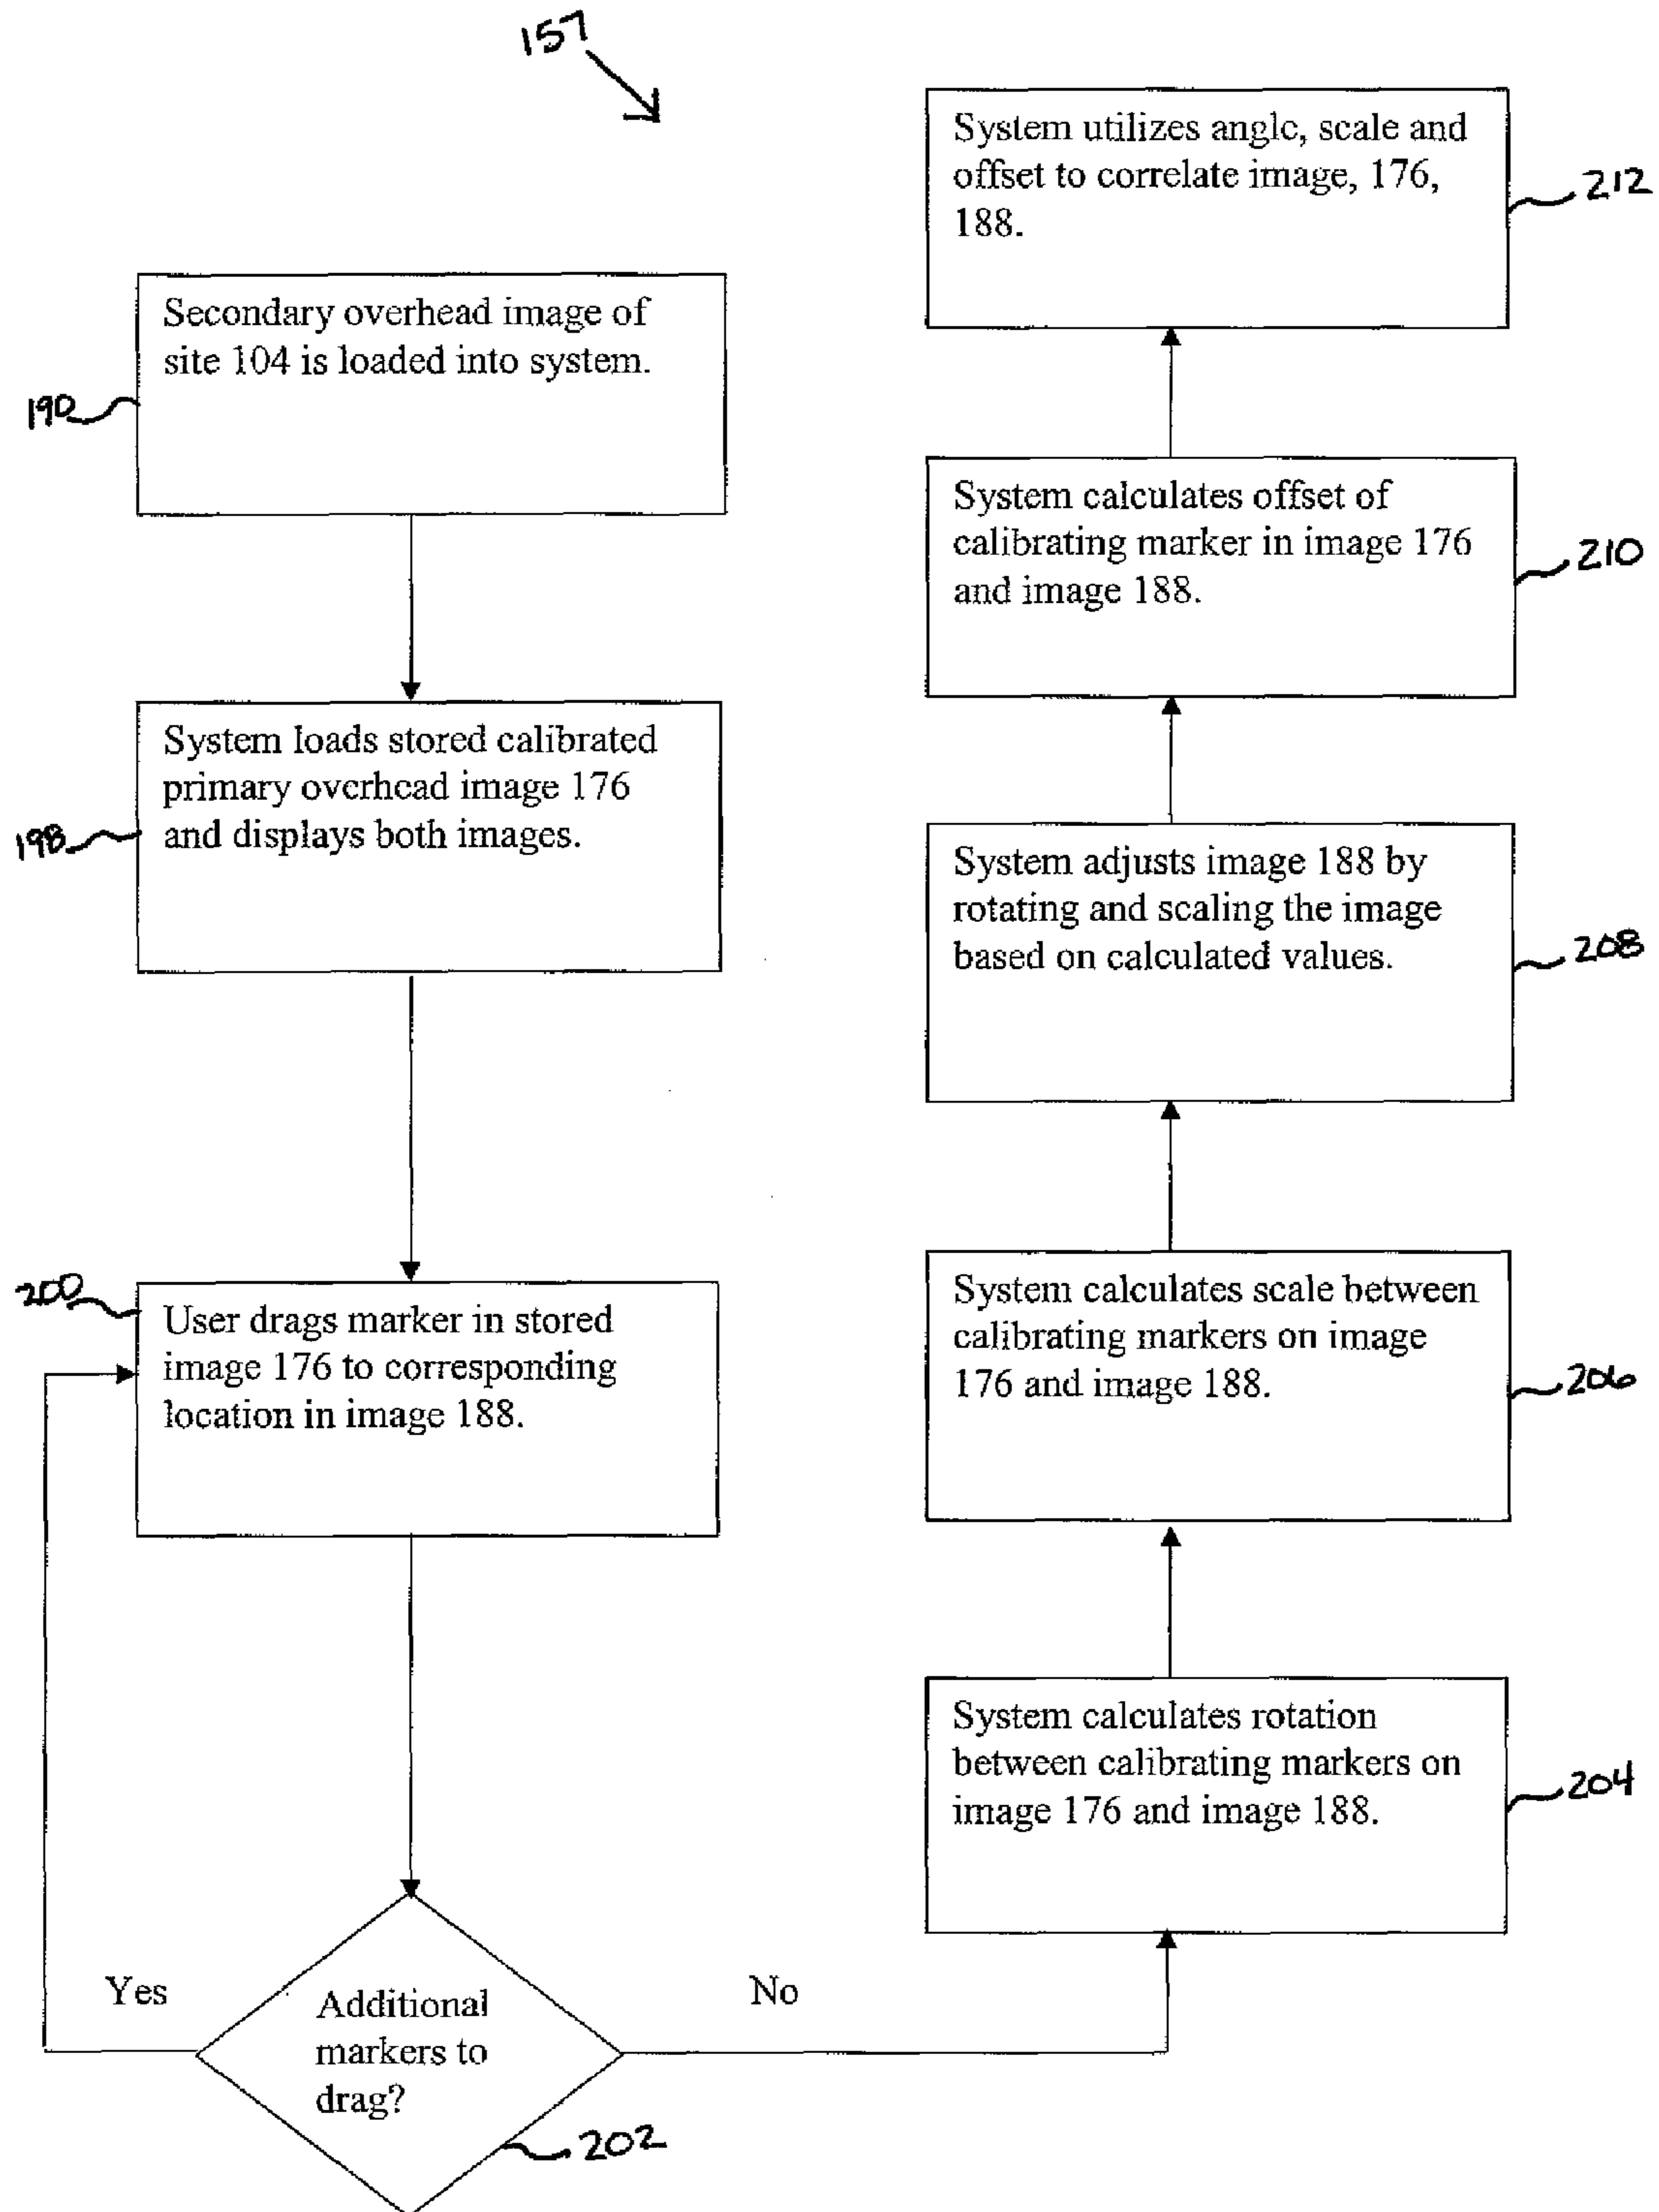 157
Secondary overhead image of
site 104 is loaded into system.
190
System loads stored calibrated
primary overhead image 176
and displays both images.
198
200
User drags marker in stored
image 176 to corresponding
location in image 188.
Yes
Additional
markers to
drag?
No
202
System calculates rotation
between calibrating markers on
image 176 and image 188.
204
System calculates scale between
calibrating markers on image
176 and image 188.
206
System adjusts image 188 by
rotating and scaling the image
based on calculated values.
208
System calculates offset of
calibrating marker in image 176
and image 188.
210
System utilizes angle, scale and
offset to correlate image, 176,
188.
212